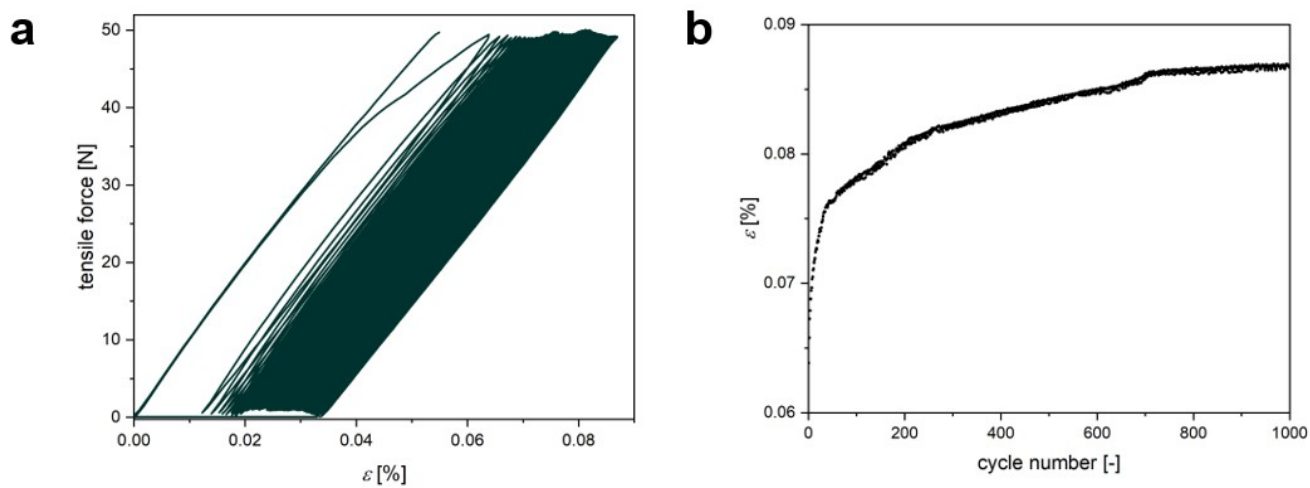 a
50
40
30
20
10
0
tensile force [N]
0.00 0.02 0.04 0.06 0.08
ε [%]
b
0.09
0.08
0.07
0.06
ε [%]
0 200 400 600 800 1000
cycle number [-]